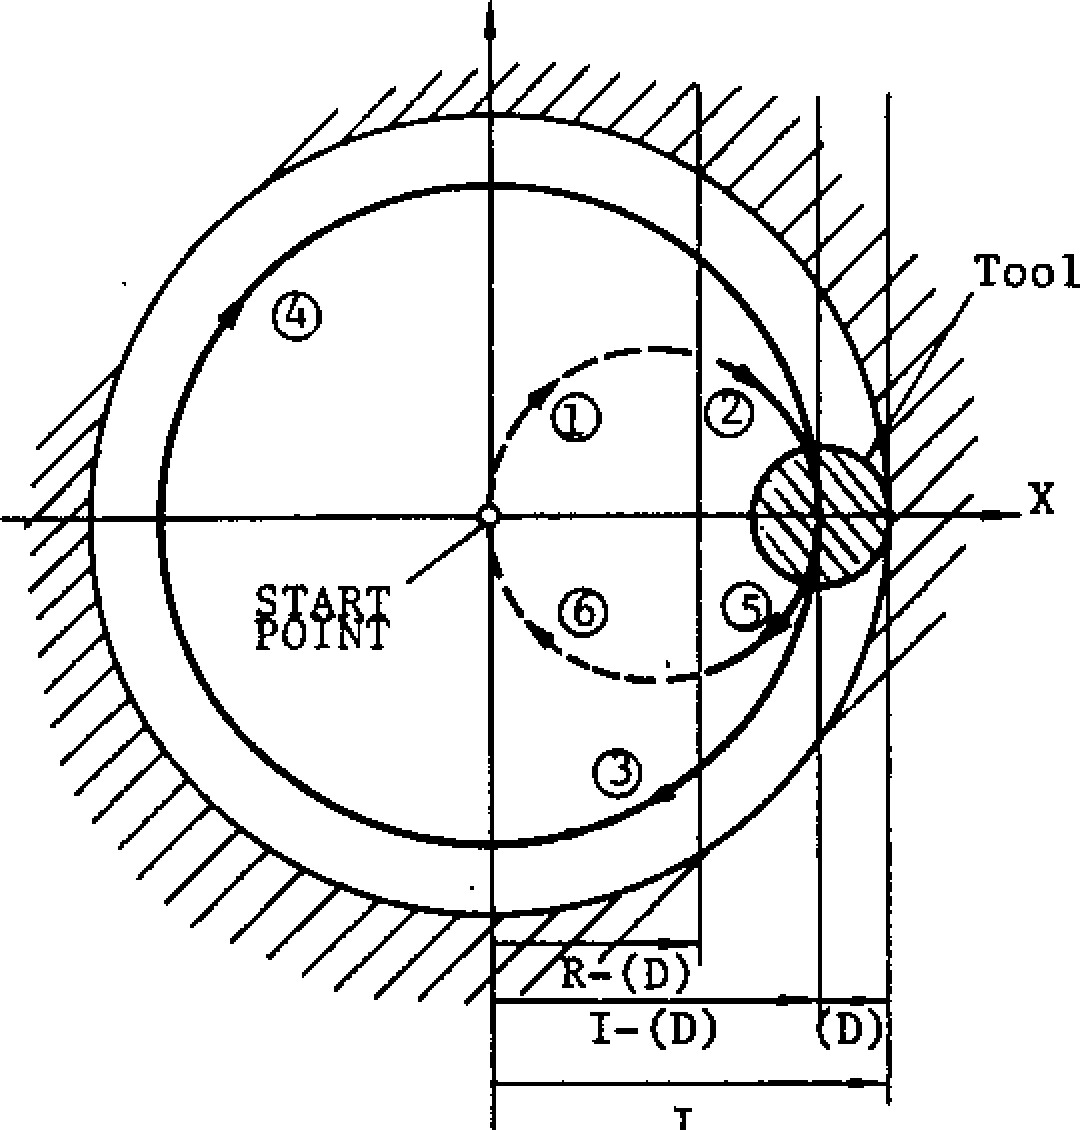 Tool
④
① ②
X
START
POINT
⑥ ⑤
③
R-(D)
I-(D) (D)